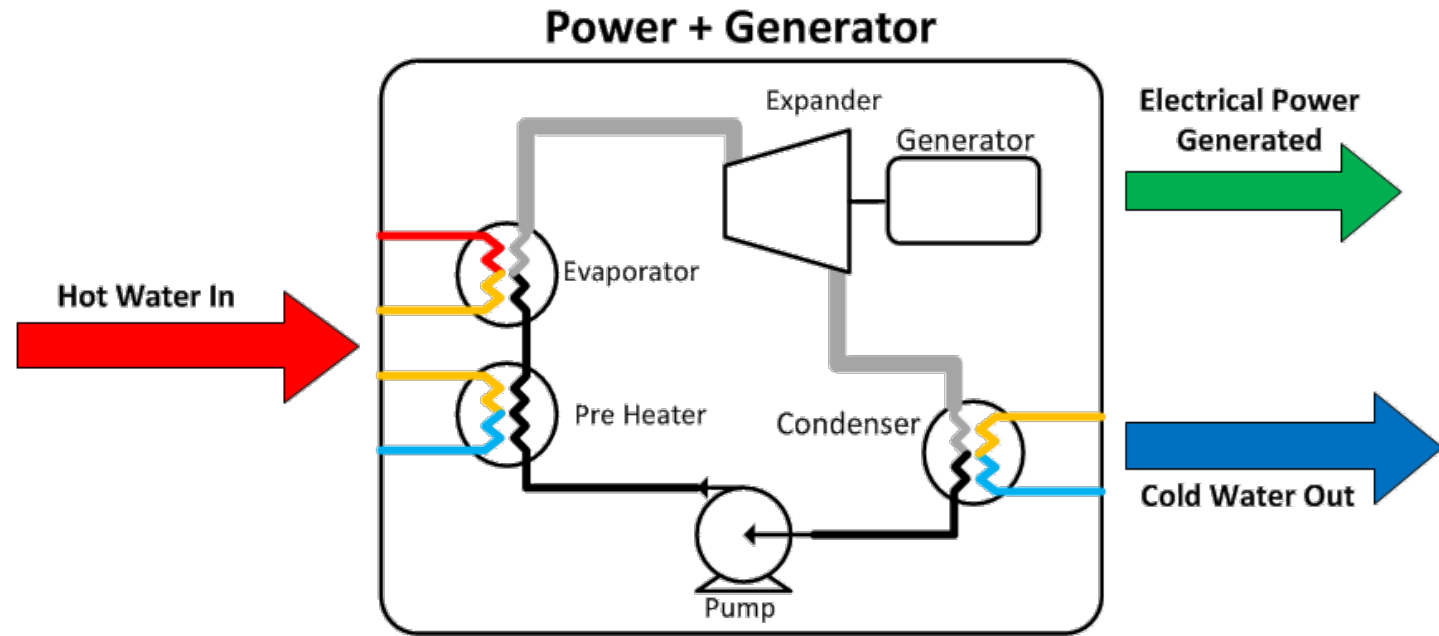 Power + Generator
Expander
Electrical Power
Generated
Generator
Evaporator
Hot Water In
Pre Heater
Condenser
Cold Water Out
Pump